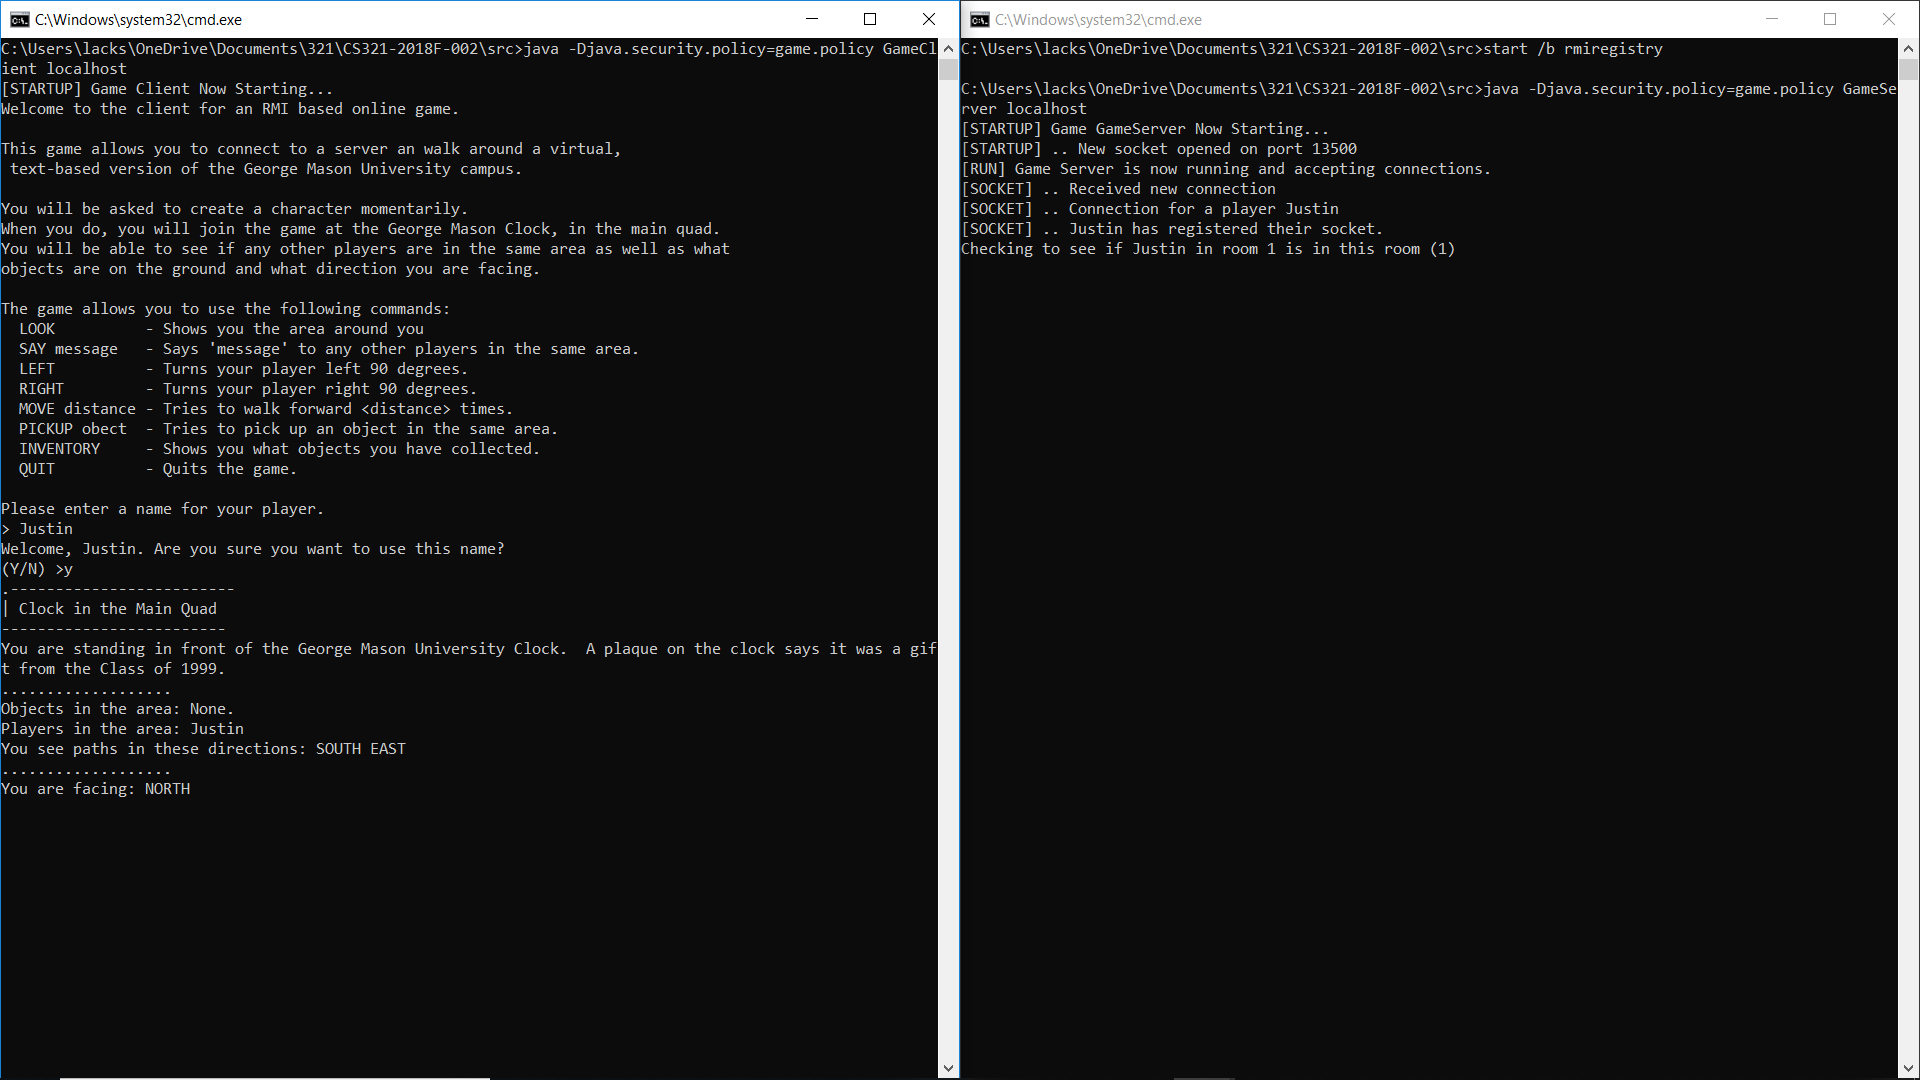 C:\Windows\system32\cmd.exe
C:\Users\lacks\OneDrive\Documents\321\CS321-2018F-002\src>java -Djava.security.policy=game.policy GameCl
ient localhost
[STARTUP] Game Client Now Starting...
Welcome to the client for an RMI based online game.
This game allows you to connect to a server an walk around a virtual,
 text-based version of the George Mason University campus.
You will be asked to create a character momentarily.
When you do, you will join the game at the George Mason Clock, in the main quad.
You will be able to see if any other players are in the same area as well as what
objects are on the ground and what direction you are facing.
The game allows you to use the following commands:
  LOOK          - Shows you the area around you
  SAY message   - Says 'message' to any other players in the same area.
  LEFT          - Turns your player left 90 degrees.
  RIGHT         - Turns your player right 90 degrees.
  MOVE distance - Tries to walk forward <distance> times.
  PICKUP obect  - Tries to pick up an object in the same area.
  INVENTORY     - Shows you what objects you have collected.
  QUIT          - Quits the game.
Please enter a name for your player.
> Justin
Welcome, Justin. Are you sure you want to use this name?
(Y/N) >y
.-------------------------
| Clock in the Main Quad
-------------------------
You are standing in front of the George Mason University Clock.  A plaque on the clock says it was a gif
t from the Class of 1999.
...................
Objects in the area: None.
Players in the area: Justin
You see paths in these directions: SOUTH EAST
...................
You are facing: NORTH
C:\Windows\system32\cmd.exe
C:\Users\lacks\OneDrive\Documents\321\CS321-2018F-002\src>start /b rmiregistry
C:\Users\lacks\OneDrive\Documents\321\CS321-2018F-002\src>java -Djava.security.policy=game.policy GameSe
rver localhost
[STARTUP] Game GameServer Now Starting...
[STARTUP] .. New socket opened on port 13500
[RUN] Game Server is now running and accepting connections.
[SOCKET] .. Received new connection
[SOCKET] .. Connection for a player Justin
[SOCKET] .. Justin has registered their socket.
Checking to see if Justin in room 1 is in this room (1)